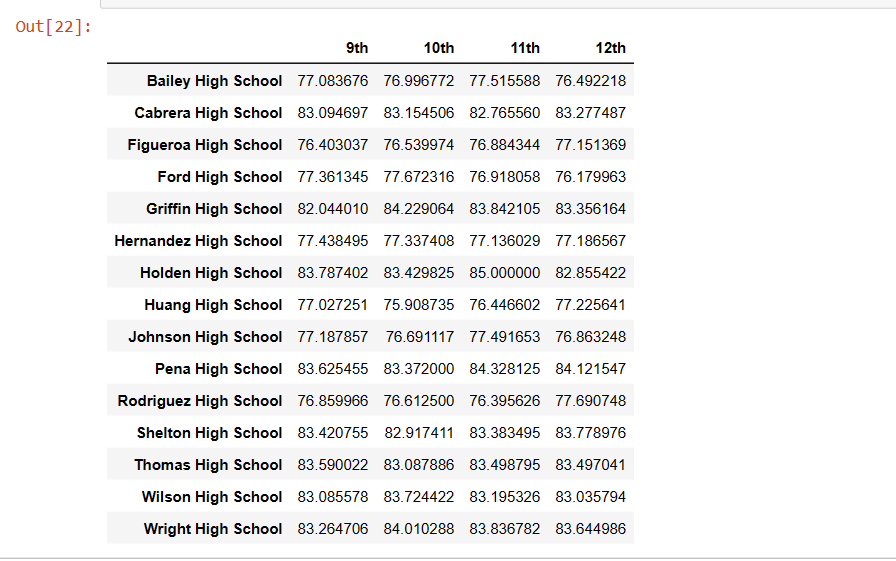 Out[22]:
9th 10th 11th 12th
Bailey High School 77.083676 76.996772 77.515588 76.492218
Cabrera High School 83.094697 83.154506 82.765560 83.277487
Figueroa High School 76.403037 76.539974 76.884344 77.151369
Ford High School 77.361345 77.672316 76.918058 76.179963
Griffin High School 82.044010 84.229064 83.842105 83.356164
Hernandez High School 77.438495 77.337408 77.136029 77.186567
Holden High School 83.787402 83.429825 85.000000 82.855422
Huang High School 77.027251 75.908735 76.446602 77.225641
Johnson High School 77.187857 76.691117 77.491653 76.863248
Pena High School 83.625455 83.372000 84.328125 84.121547
Rodriguez High School 76.859966 76.612500 76.395626 77.690748
Shelton High School 83.420755 82.917411 83.383495 83.778976
Thomas High School 83.590022 83.087886 83.498795 83.497041
Wilson High School 83.085578 83.724422 83.195326 83.035794
Wright High School 83.264706 84.010288 83.836782 83.644986